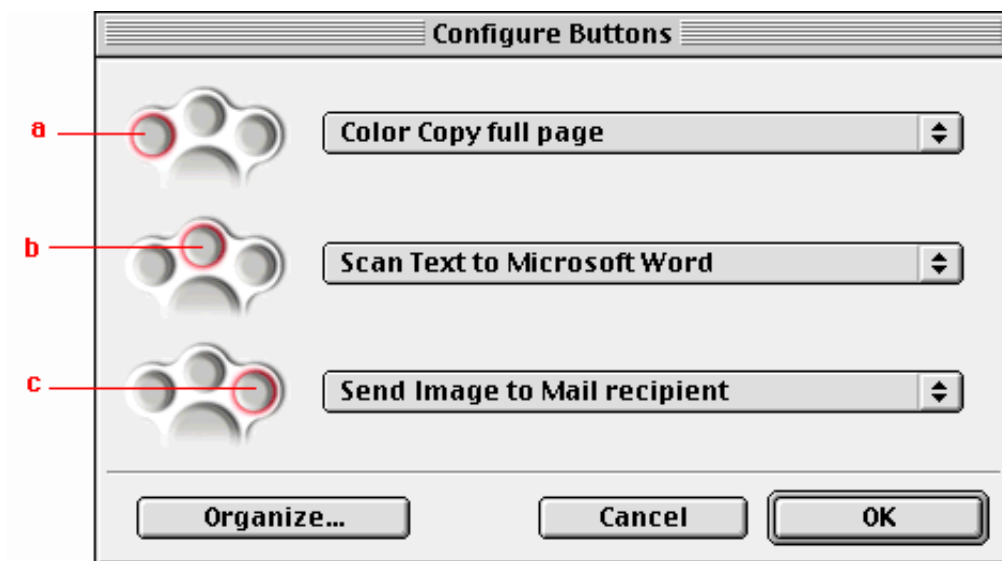 Configure Buttons
a
Color Copy full page
b
Scan Text to Microsoft Word
c
Send Image to Mail recipient
Organize...
Cancel
OK